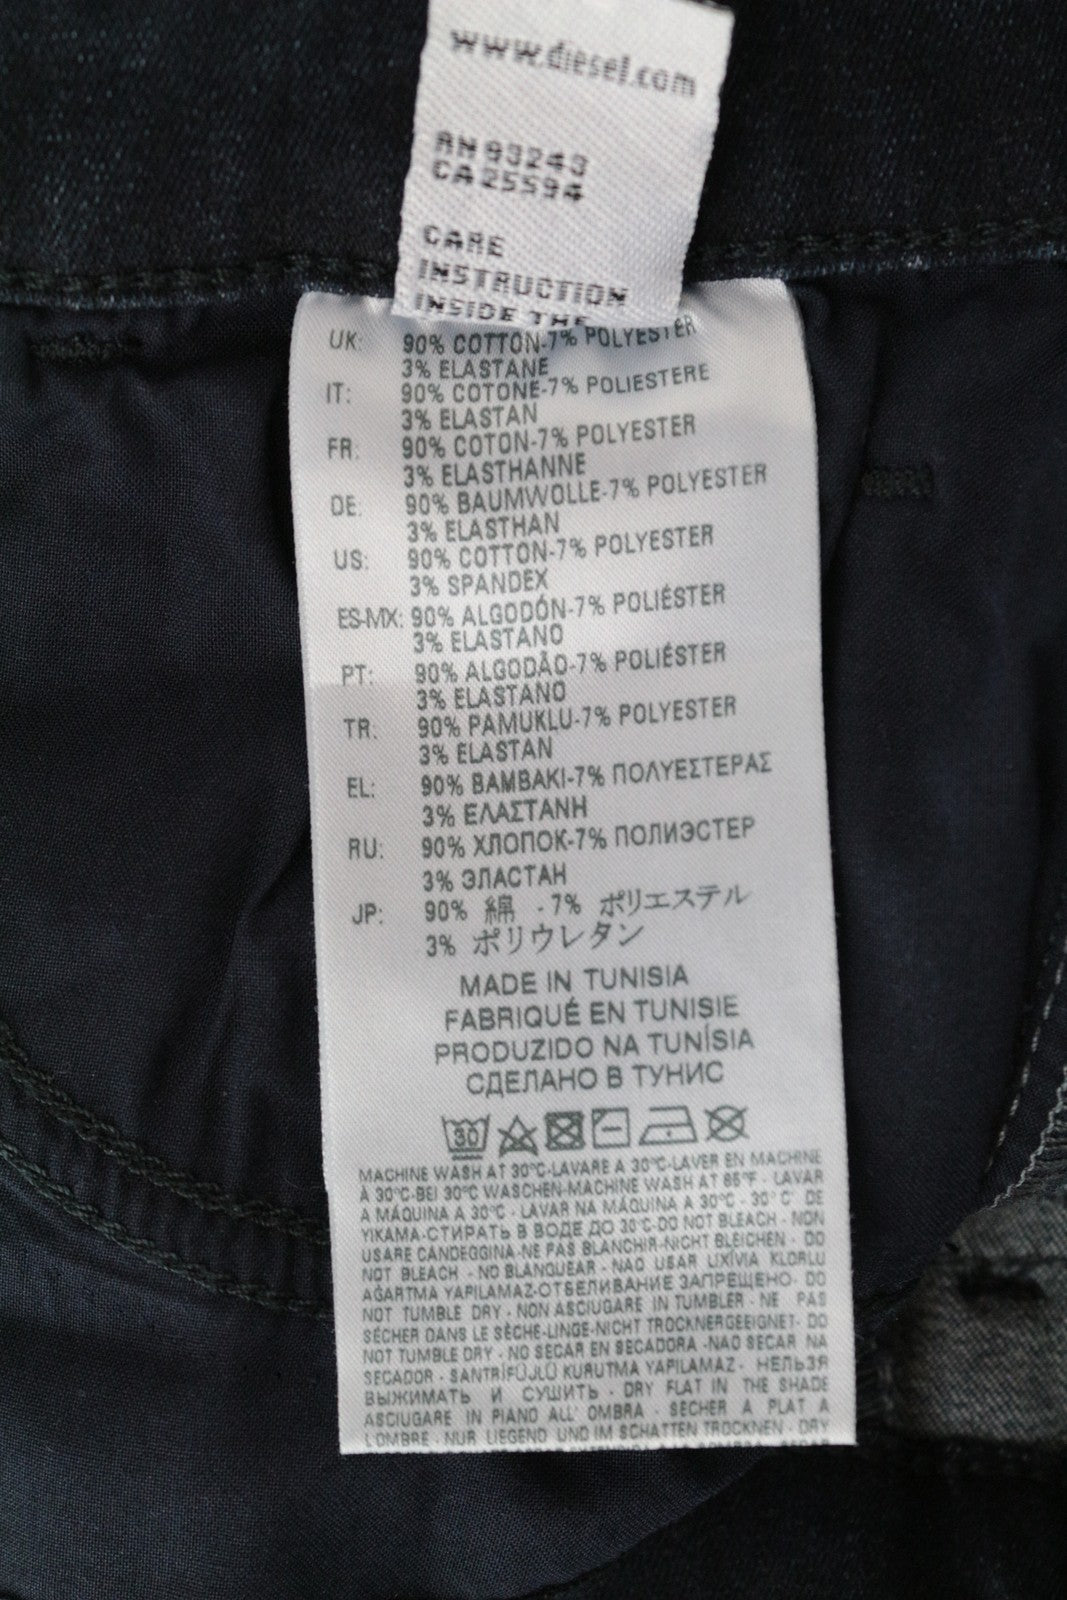 www.diesel.com
RN 93243
CA 25594
CARE
INSTRUCTION
INSIDE THE
UK: 90% COTTON-7% POLYESTER
3% ELASTANE
IT: 90% COTONE-7% POLIESTERE
3% ELASTAN
FR: 90% COTON-7% POLYESTER
3% ELASTHANNE
DE: 90% BAUMWOLLE-7% POLYESTER
3% ELASTHAN
US: 90% COTTON-7% POLYESTER
3% SPANDEX
ES-MX: 90% ALGODÓN-7% POLIÉSTER
3% ELASTANO
PT: 90% ALGODÃO-7% POLIÉSTER
3% ELASTANO
TR: 90% PAMUKLU-7% POLYESTER
3% ELASTAN
EL: 90% BAMBAKI-7% ΠΟΛΥΕΣΤΕΡΑΣ
3% ΕΛΑΣΤΑΝΗ
RU: 90% ХЛОПОК-7% ПОЛИЭСТЕР
3% ЭЛАСТАН
JP: 90% 綿 - 7% ポリエステル
3% ポリウレタン
MADE IN TUNISIA
FABRIQUÉ EN TUNISIE
PRODUZIDO NA TUNÍSIA
СДЕЛАНО В ТУНИС
30
MACHINE WASH AT 30°C-LAVARE A 30°C-LAVER EN MACHINE
À 30°C-BEI 30°C WASCHEN-MACHINE WASH AT 85°F - LAVAR
A MÁQUINA A 30°C - LAVAR NA MÁQUINA A 30°C - 30°C' DE
YIKAMA-СТИРАТЬ В ВОДЕ ДО 30°C-DO NOT BLEACH - NON
USARE CANDEGGINA-NE PAS BLANCHIR-NICHT BLEICHEN - DO
NOT BLEACH - NO BLANQUEAR - NAO USAR LIXÍVIA KLORLU
AĞARTMA YAPILAMAZ-ОТБЕЛИВАНИЕ ЗАПРЕЩЕНО- DO
NOT TUMBLE DRY - NON ASCIUGARE IN TUMBLER - NE PAS
SÉCHER DANS LE SÈCHE-LINGE-NICHT TROCKNERGEEIGNET- DO
NOT TUMBLE DRY - NO SECAR EN SECADORA -NAO SECAR NA
SECADOR - SANTRİFÜJLÜ KURUTMA YAPILAMAZ - НЕЛЬЗЯ
ВЫЖИМАТЬ И СУШИТЬ - DRY FLAT IN THE SHADE
ASCIUGARE IN PIANO ALL' OMBRA - SÉCHER A PLAT A
L'OMBRE - NUR LIEGEND UND IM SCHATTEN TROCKNEN - DRY